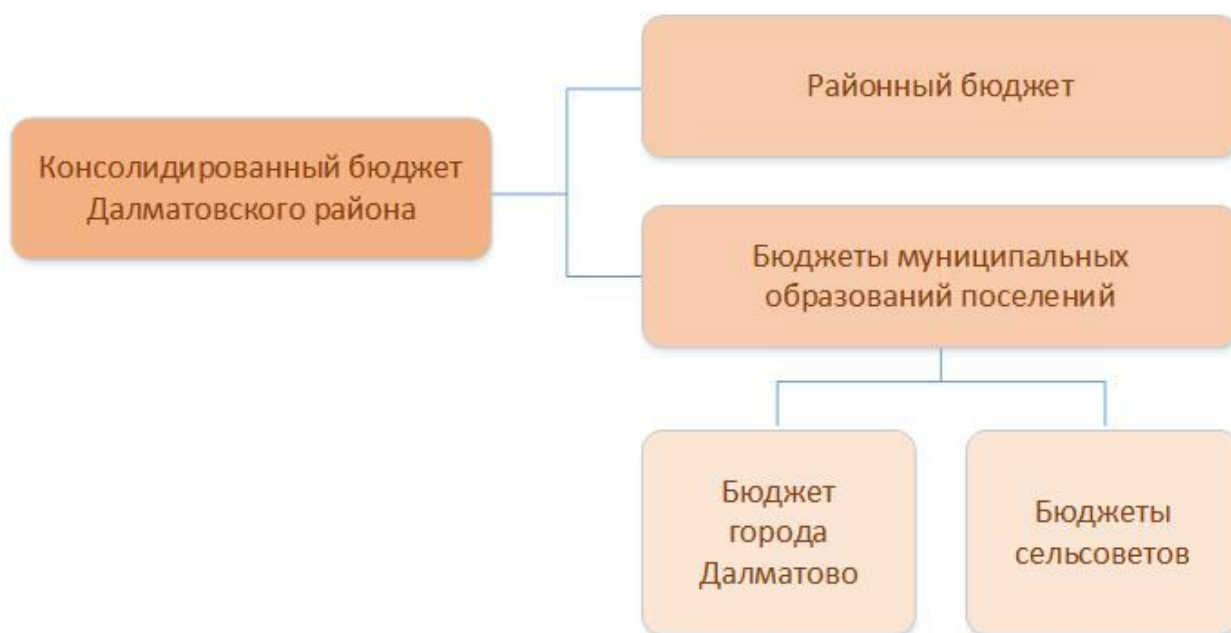 Консолидированный бюджет
Далматовского района
Районный бюджет
Бюджеты муниципальных
образований поселений
Бюджет
города
Далматово
Бюджеты
сельсоветов